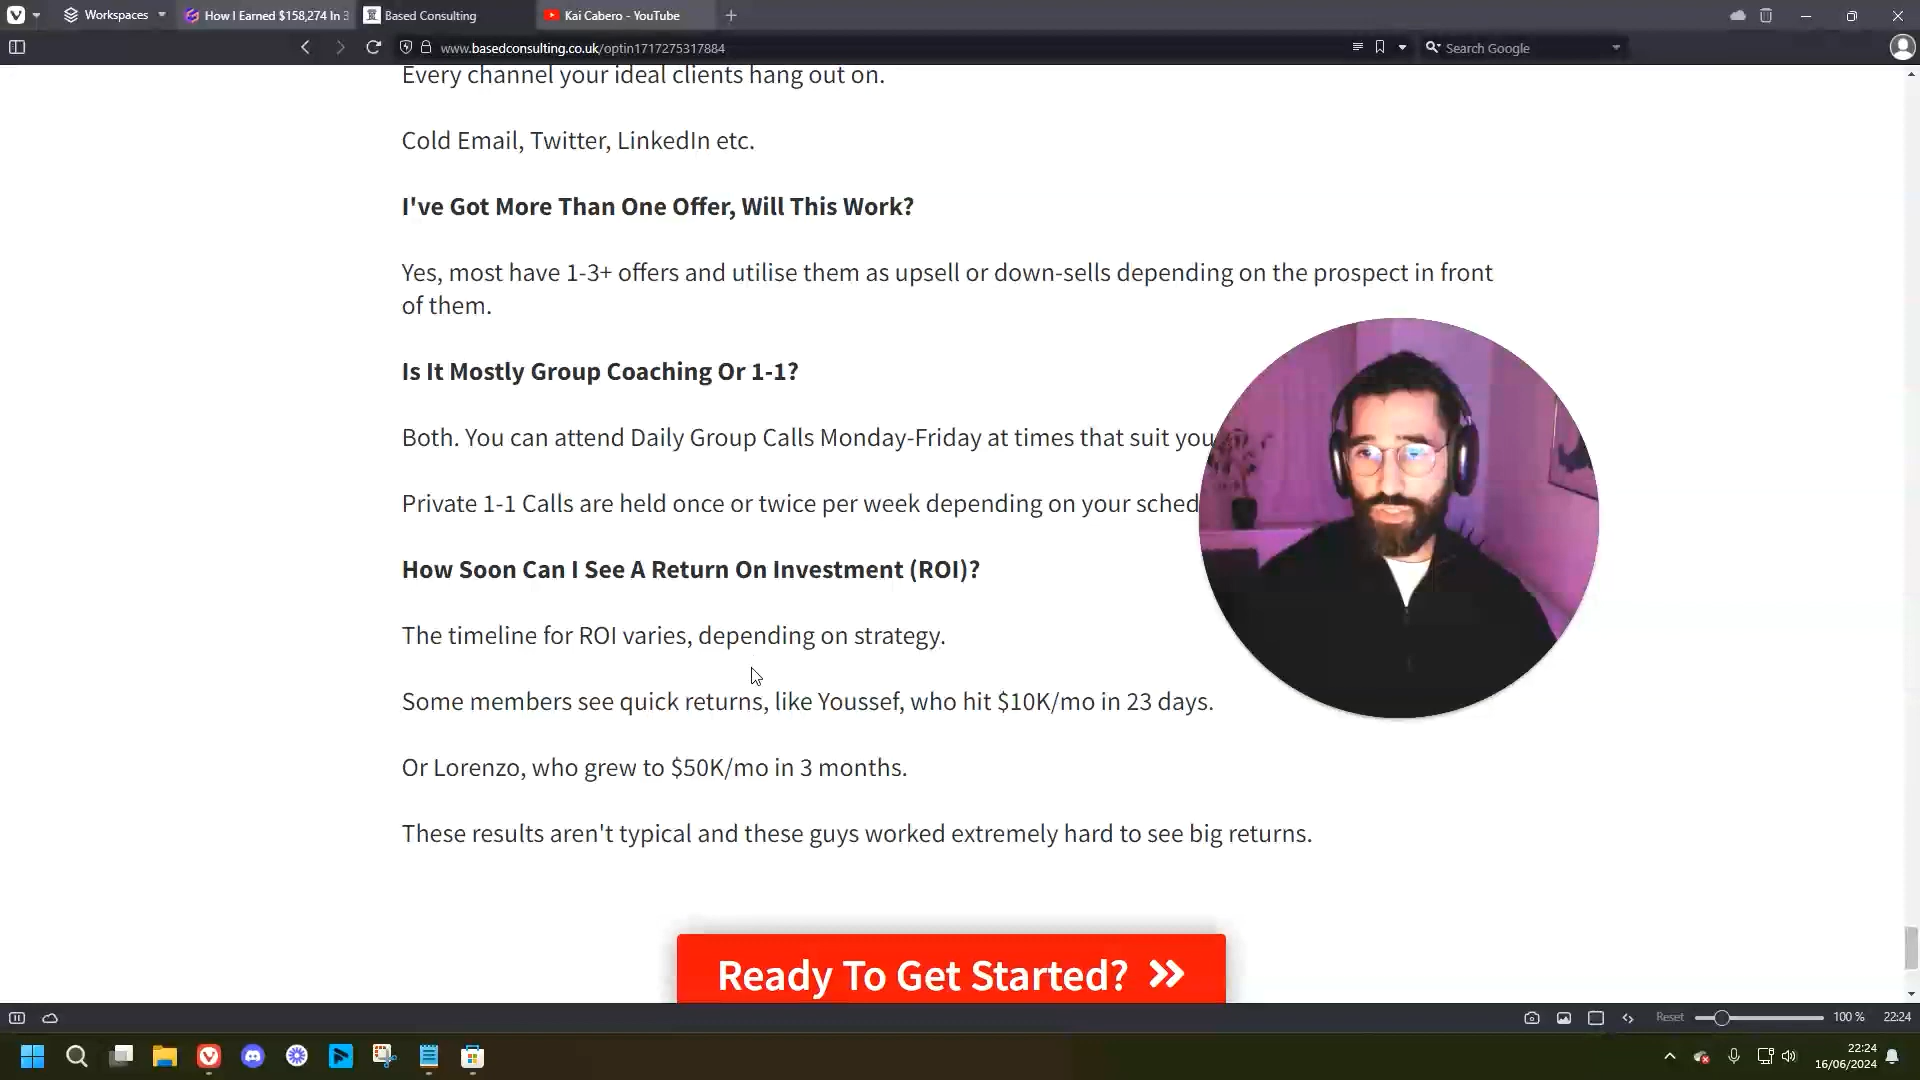 Workspaces
How I Earned $158,274 In 3
Based Consulting
Kai Cabero - YouTube
www.basedconsulting.co.uk/optin1717275317884
Search Google
Every channel your ideal clients hang out on.
Cold Email, Twitter, LinkedIn etc.
I've Got More Than One Offer, Will This Work?
Yes, most have 1-3+ offers and utilise them as upsell or down-sells depending on the prospect in front
of them.
Is It Mostly Group Coaching Or 1-1?
Both. You can attend Daily Group Calls Monday-Friday at times that suit you
Private 1-1 Calls are held once or twice per week depending on your sched
How Soon Can I See A Return On Investment (ROI)?
The timeline for ROI varies, depending on strategy.
Some members see quick returns, like Youssef, who hit $10K/mo in 23 days.
Or Lorenzo, who grew to $50K/mo in 3 months.
These results aren't typical and these guys worked extremely hard to see big returns.
Ready To Get Started?
Reset
100 %
22:24
22:24
16/06/2024